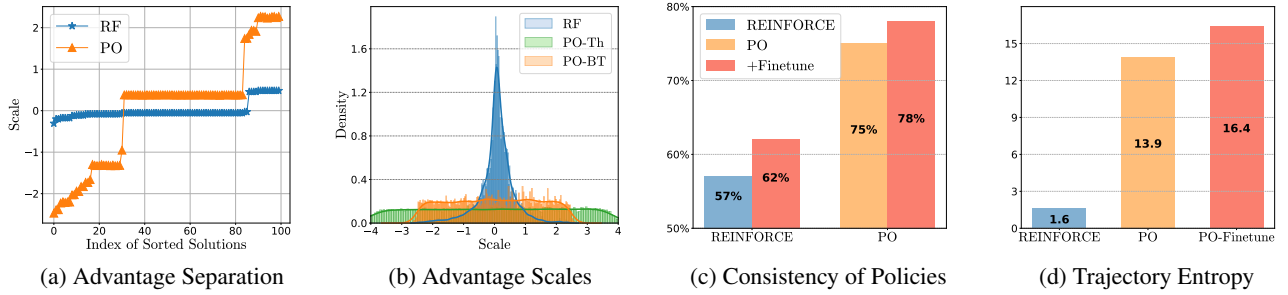 RF
PO
Scale
2
1
0
−1
−2
0
20
40
60
80
100
Index of Sorted Solutions
(a) Advantage Separation
RF
PO-Th
PO-BT
Density
1.6
1.2
0.8
0.4
0.0
−4
−3
−2
−1
0
1
2
3
4
Scale
(b) Advantage Scales
80%
70%
60%
50%
REINFORCE
PO
+Finetune
57%
62%
75%
78%
REINFORCE
PO
(c) Consistency of Policies
15
12
9
6
3
0
1.6
13.9
16.4
REINFORCE
PO
PO-Finetune
(d) Trajectory Entropy